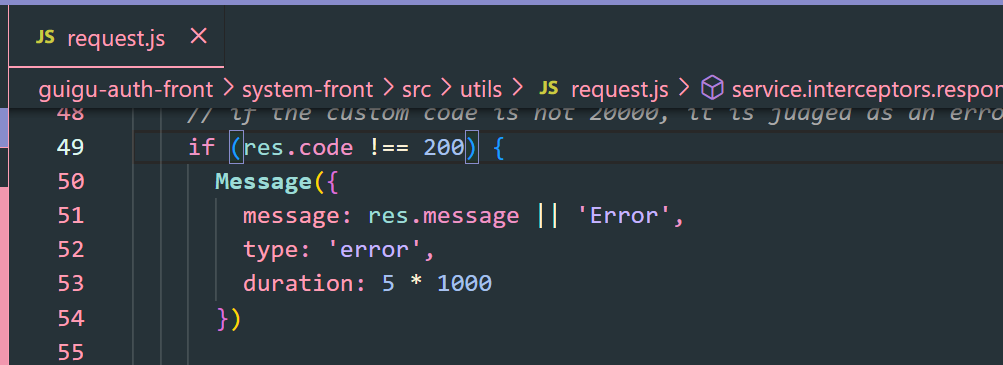 JS request.js
guigu-auth-front > system-front > src > utils > JS request.js > service.interceptors.respon
48 // if the custom code is not 20000, it is judged as an erro
49 if (res.code !== 200) {
50 Message({
51 message: res.message || 'Error',
52 type: 'error',
53 duration: 5 * 1000
54 })
55